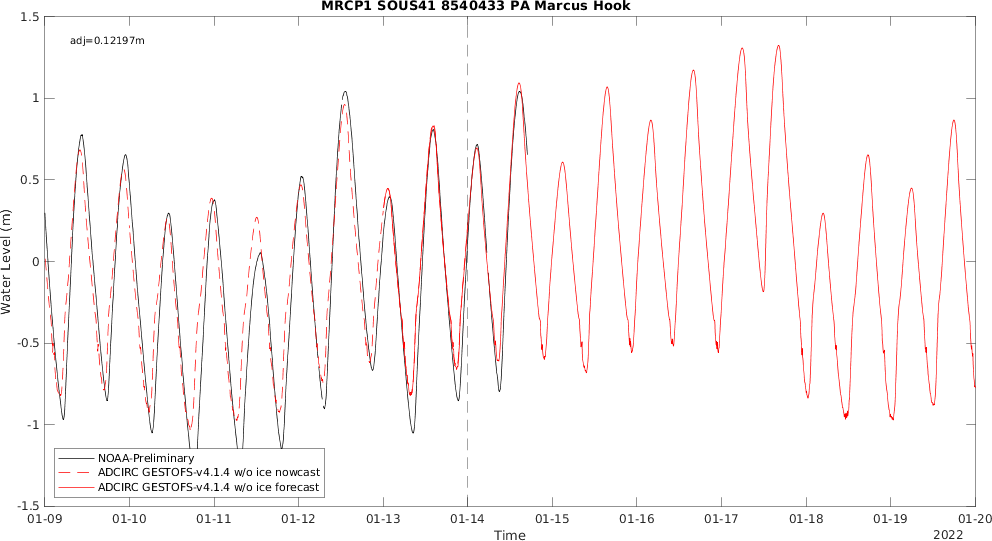 MRCP1 SOUS41 8540433 PA Marcus Hook
adj=0.12197m
1.5
1
0.5
0
-0.5
-1
-1.5
Water Level (m)
NOAA-Preliminary
ADCIRC GESTOFS-v4.1.4 w/o ice nowcast
ADCIRC GESTOFS-v4.1.4 w/o ice forecast
01-09 01-10 01-11 01-12 01-13 01-14 01-15 01-16 01-17 01-18 01-19 01-20
Time
2022